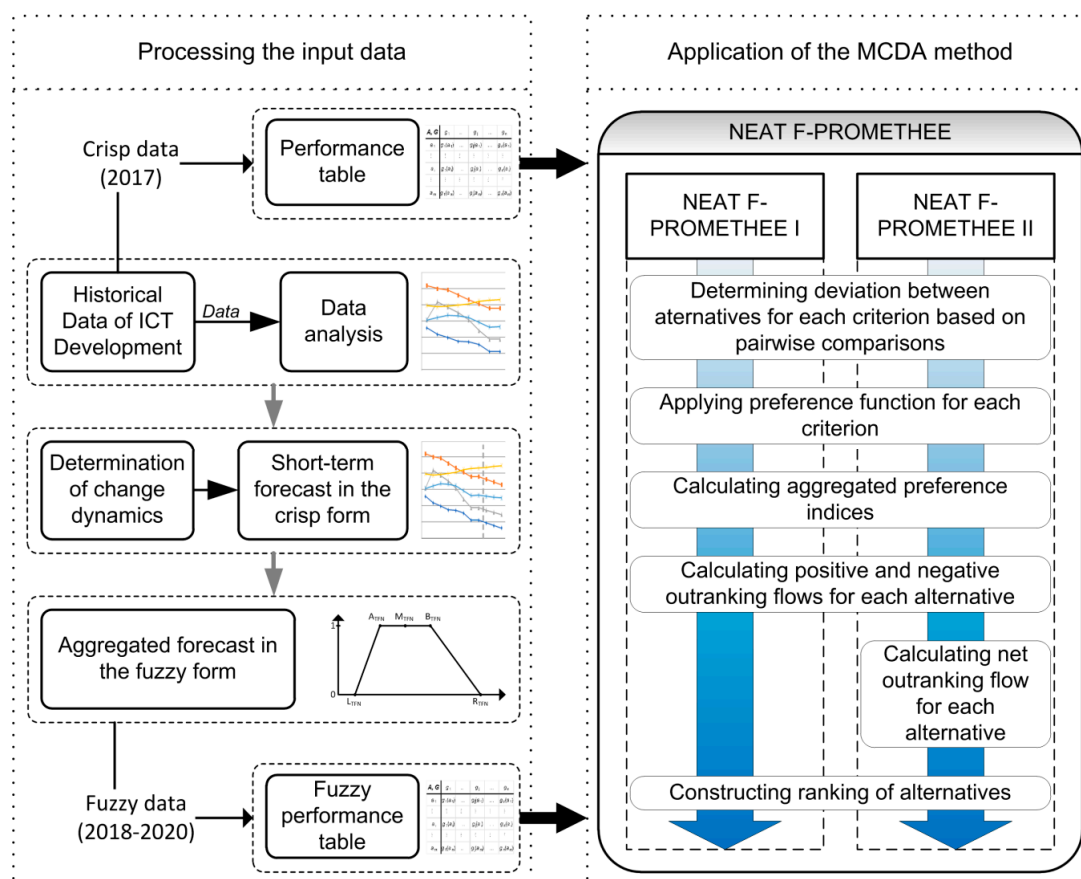 Processing the input data
Crisp data
(2017)
Performance
table
Historical
Data of ICT
Development
Data
Data
analysis
Determination
of change
dynamics
Short-term
forecast in the
crisp form
Aggregated forecast in
the fuzzy form
1
0
A_TFN M_TFN B_TFN
L_TFN R_TFN
Fuzzy data
(2018-2020)
Fuzzy
performance
table
Application of the MCDA method
NEAT F-PROMETHEE
NEAT F-
PROMETHEE I
NEAT F-
PROMETHEE II
Determining deviation between
aternatives for each criterion based on
pairwise comparisons
Applying preference function for each
criterion
Calculating aggregated preference
indices
Calculating positive and negative
outranking flows for each alternative
Calculating net
outranking flow
for each
alternative
Constructing ranking of alternatives